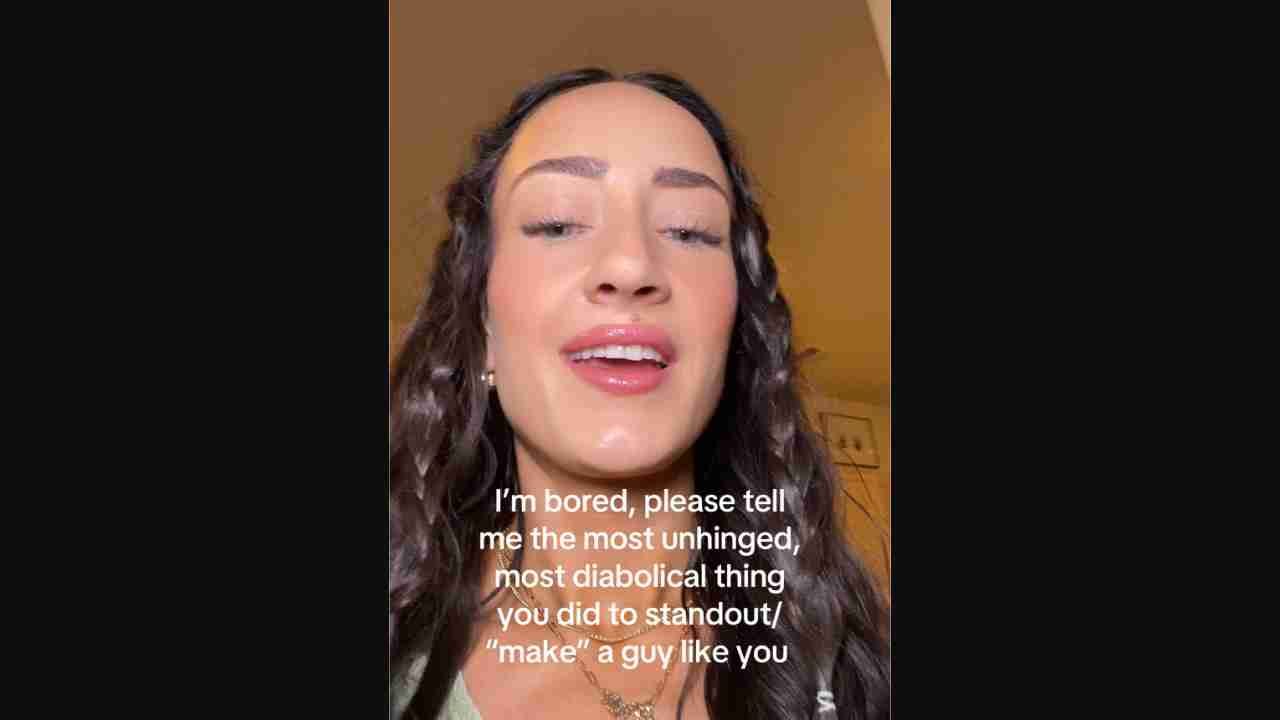 I’m bored, please tell
me the most unhinged,
most diabolical thing
you did to standout/
“make” a guy like you